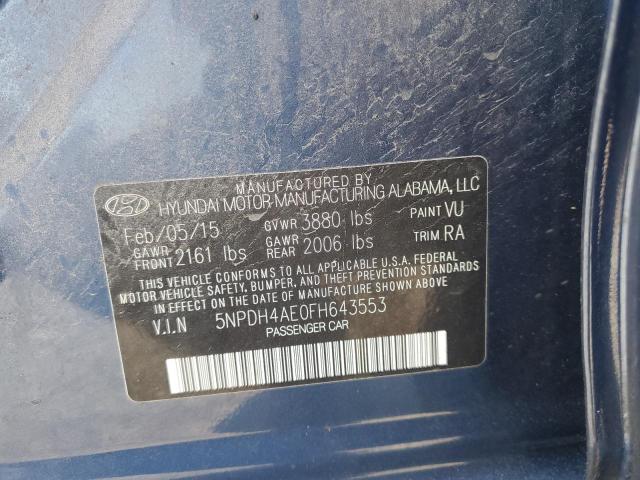 MANUFACTURED BY
HYUNDAI MOTOR MANUFACTURING ALABAMA, LLC
Feb/05/15 GVWR 3880 lbs PAINT VU
GAWR FRONT 2161 lbs GAWR REAR 2006 lbs TRIM RA
THIS VEHICLE CONFORMS TO ALL APPLICABLE U.S.A. FEDERAL
MOTOR VEHICLE SAFETY, BUMPER, AND THEFT PREVENTION
STANDARDS IN EFFECT ON THE DATE OF MANUFACTURE SHOWN ABOVE.
V.I.N 5NPDH4AE0FH643553
PASSENGER CAR